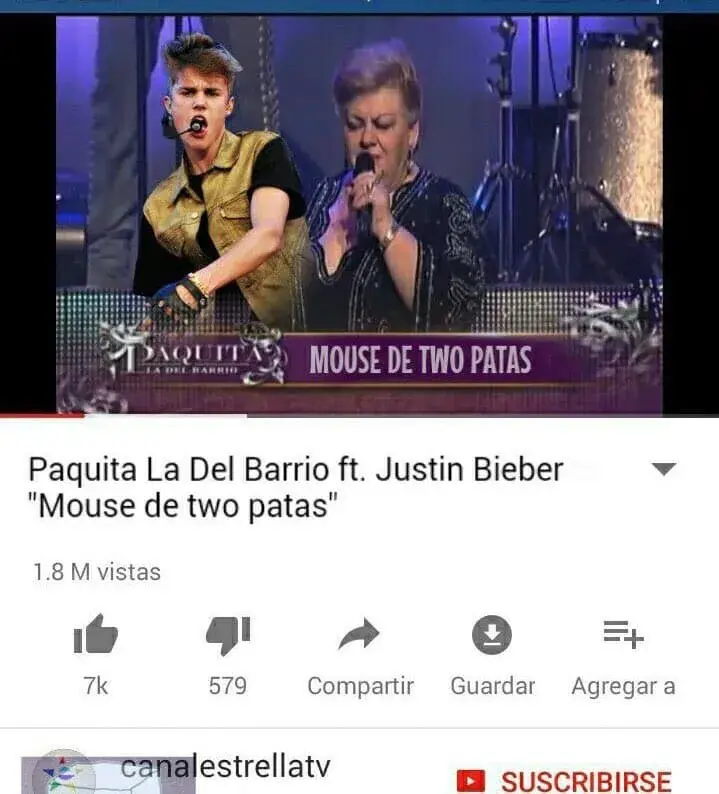 PAQUITA
LA DEL BARRIO
MOUSE DE TWO PATAS
Paquita La Del Barrio ft. Justin Bieber
"Mouse de two patas"
1.8 M vistas
7k
579
Compartir
Guardar
Agregar a
canalestrellatv
SUSCRIBIRSE